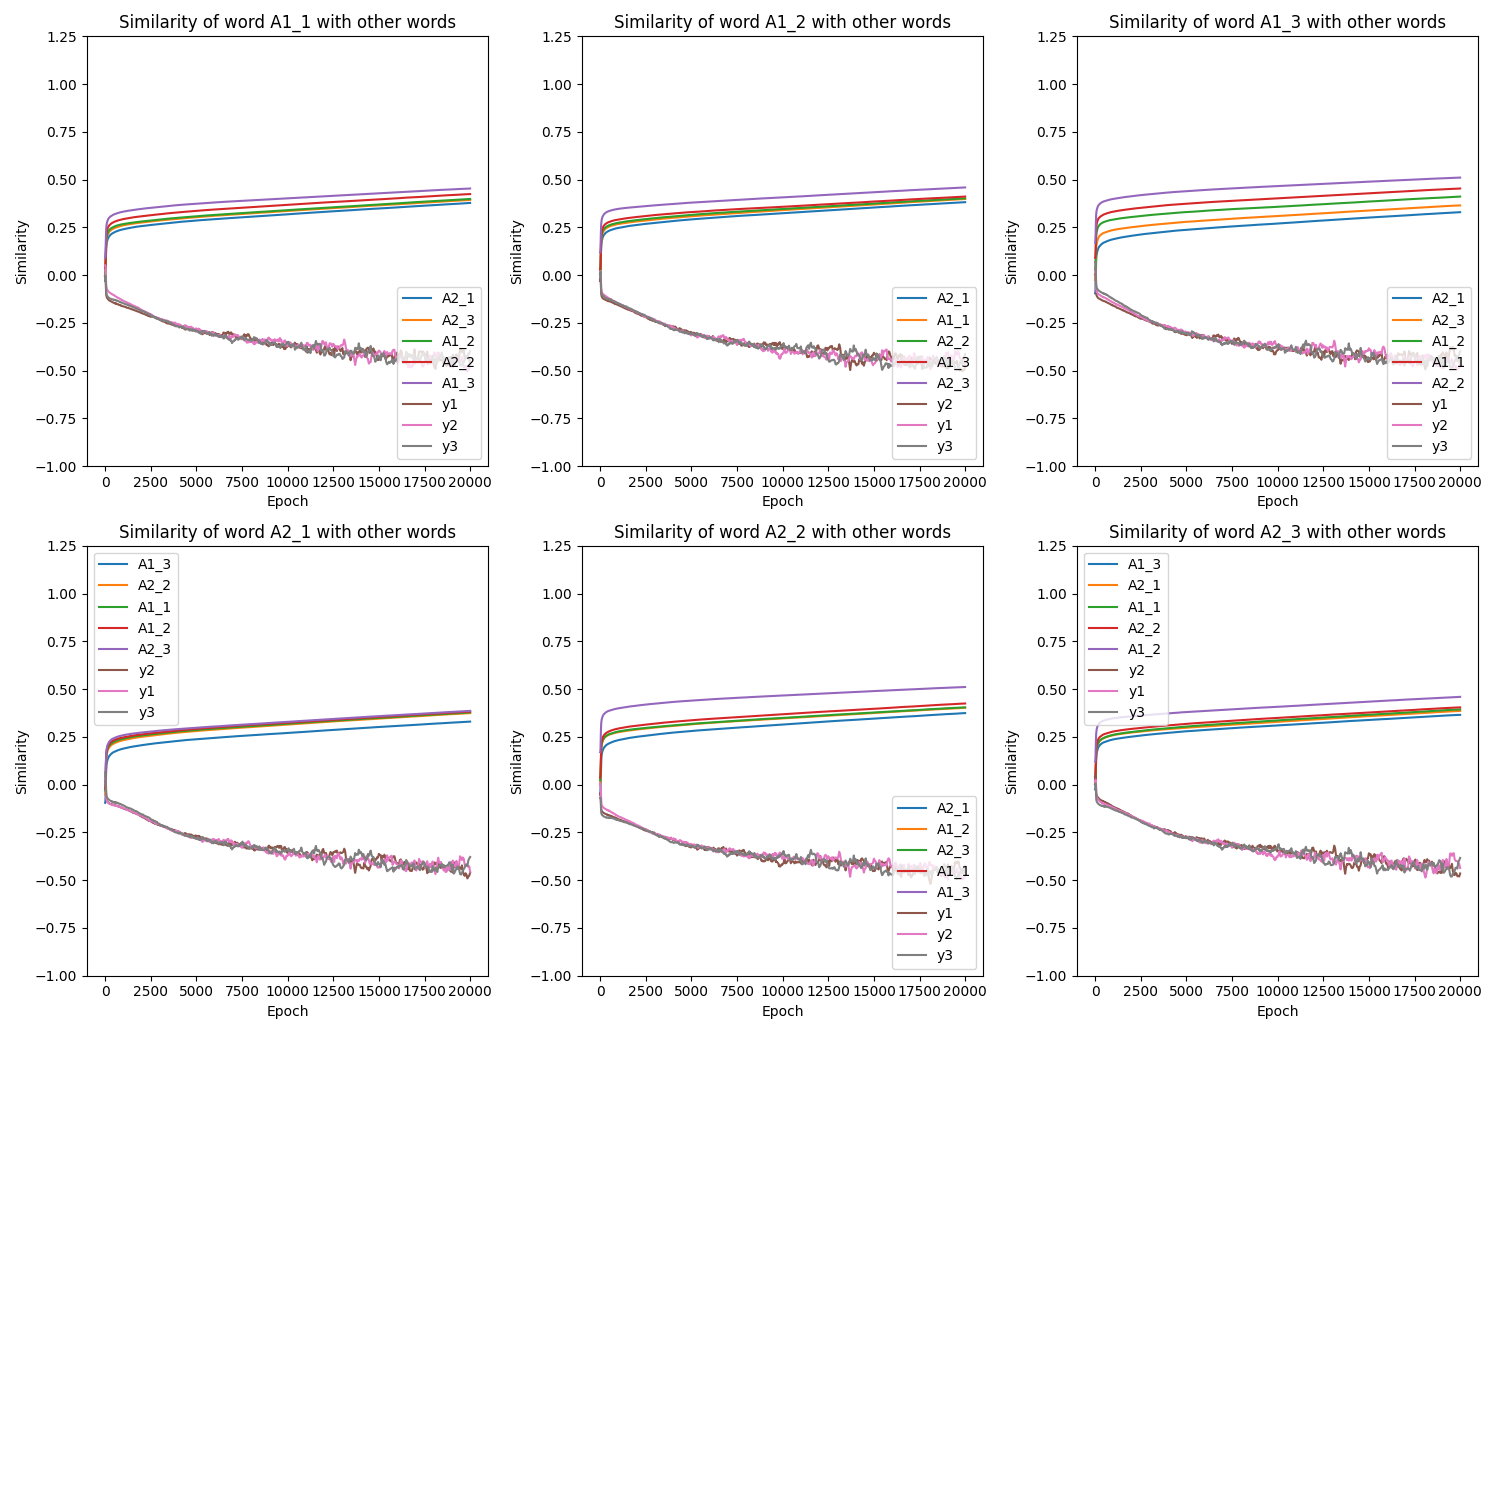 Similarity of word A1_1 with other words
1.25
1.00
0.75
0.50
0.25
0.00
−0.25
−0.50
−0.75
−1.00
Similarity
A2_1
A2_3
A1_2
A2_2
A1_3
y1
y2
y3
0 2500 5000 7500 10000 12500 15000 17500 20000
Epoch
Similarity of word A1_2 with other words
1.25
1.00
0.75
0.50
0.25
0.00
−0.25
−0.50
−0.75
−1.00
Similarity
A2_1
A1_1
A2_2
A1_3
A2_3
y2
y1
y3
0 2500 5000 7500 10000 12500 15000 17500 20000
Epoch
Similarity of word A1_3 with other words
1.25
1.00
0.75
0.50
0.25
0.00
−0.25
−0.50
−0.75
−1.00
Similarity
A2_1
A2_3
A1_2
A1_1
A2_2
y1
y2
y3
0 2500 5000 7500 10000 12500 15000 17500 20000
Epoch
Similarity of word A2_1 with other words
1.25
1.00
0.75
0.50
0.25
0.00
−0.25
−0.50
−0.75
−1.00
Similarity
A1_3
A2_2
A1_1
A1_2
A2_3
y2
y1
y3
0 2500 5000 7500 10000 12500 15000 17500 20000
Epoch
Similarity of word A2_2 with other words
1.25
1.00
0.75
0.50
0.25
0.00
−0.25
−0.50
−0.75
−1.00
Similarity
A2_1
A1_2
A2_3
A1_1
A1_3
y1
y2
y3
0 2500 5000 7500 10000 12500 15000 17500 20000
Epoch
Similarity of word A2_3 with other words
1.25
1.00
0.75
0.50
0.25
0.00
−0.25
−0.50
−0.75
−1.00
Similarity
A1_3
A2_1
A1_1
A2_2
A1_2
y2
y1
y3
0 2500 5000 7500 10000 12500 15000 17500 20000
Epoch